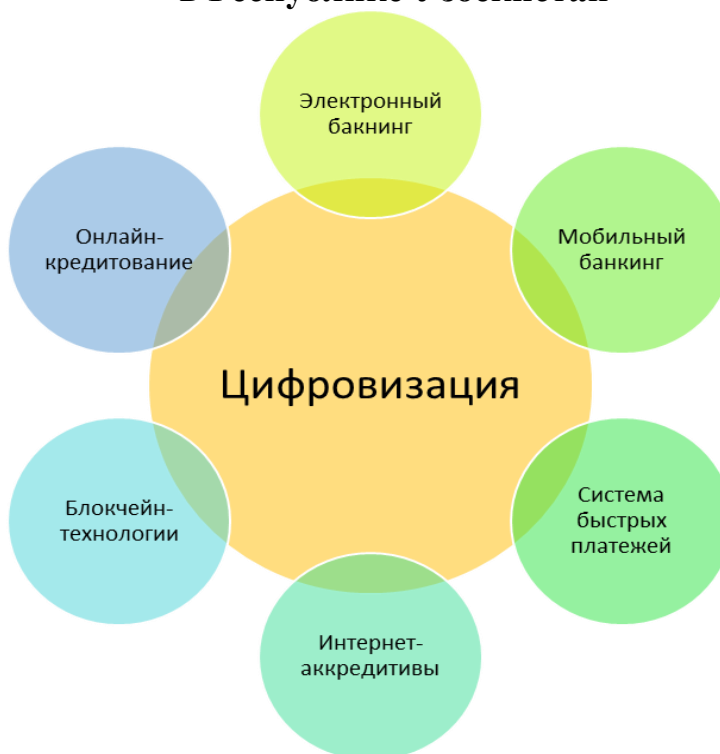 Электронный
бакнинг
Онлайн-
кредитование
Мобильный
банкинг
Цифровизация
Блокчейн-
технологии
Система
быстрых
платежей
Интернет-
аккредитивы